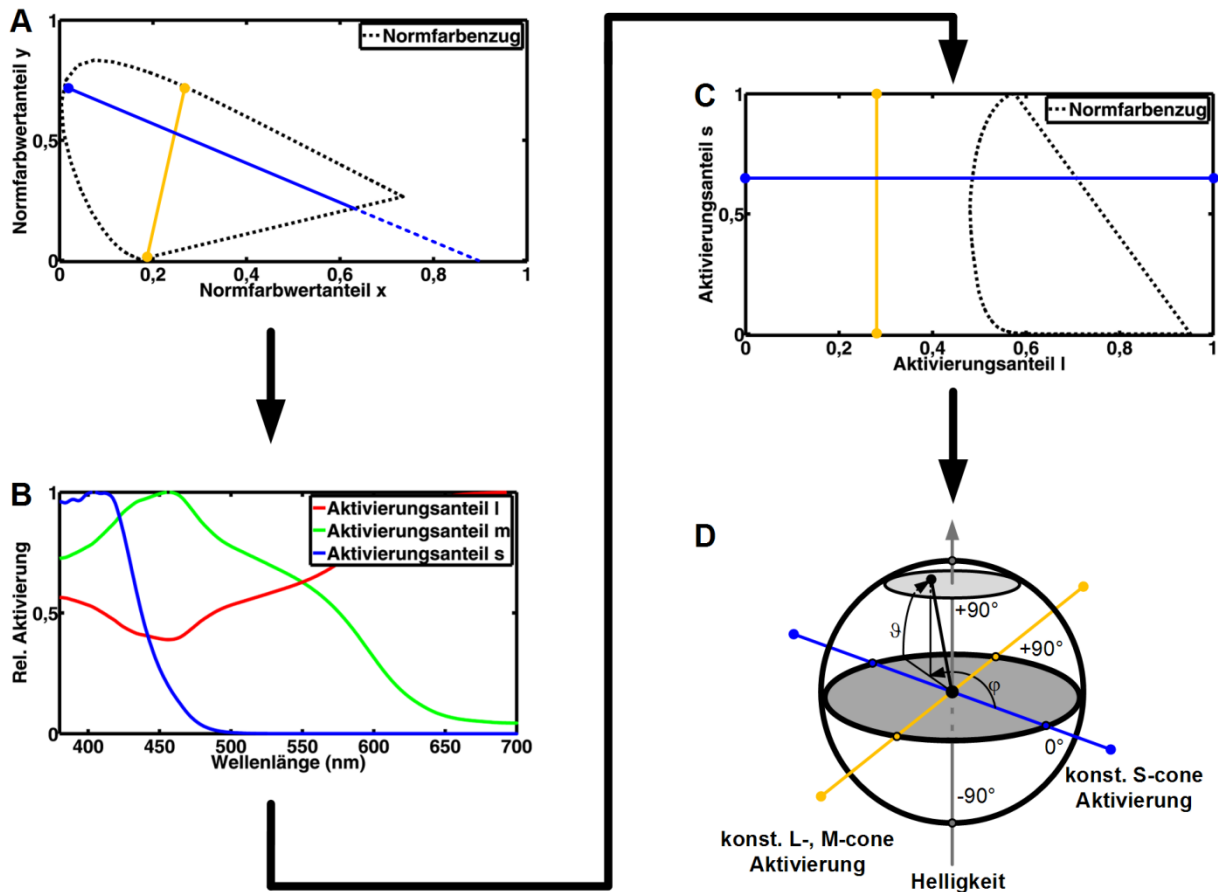 A
Normfarbwertanteil y
1
0,5
0
Normfarbenzug
0
0,2
0,4
0,6
0,8
1
Normfarbwertanteil x
B
Rel. Aktivierung
1
0,5
0
Aktivierungsanteil l
Aktivierungsanteil m
Aktivierungsanteil s
400
450
500
550
600
650
700
Wellenlänge (nm)
C
Aktivierungsanteil s
1
0,5
0
Normfarbenzug
0
0,2
0,4
0,6
0,8
1
Aktivierungsanteil l
D
+90°
+90°
ϑ
φ
0°
-90°
konst. S-cone
Aktivierung
konst. L-, M-cone
Aktivierung
Helligkeit